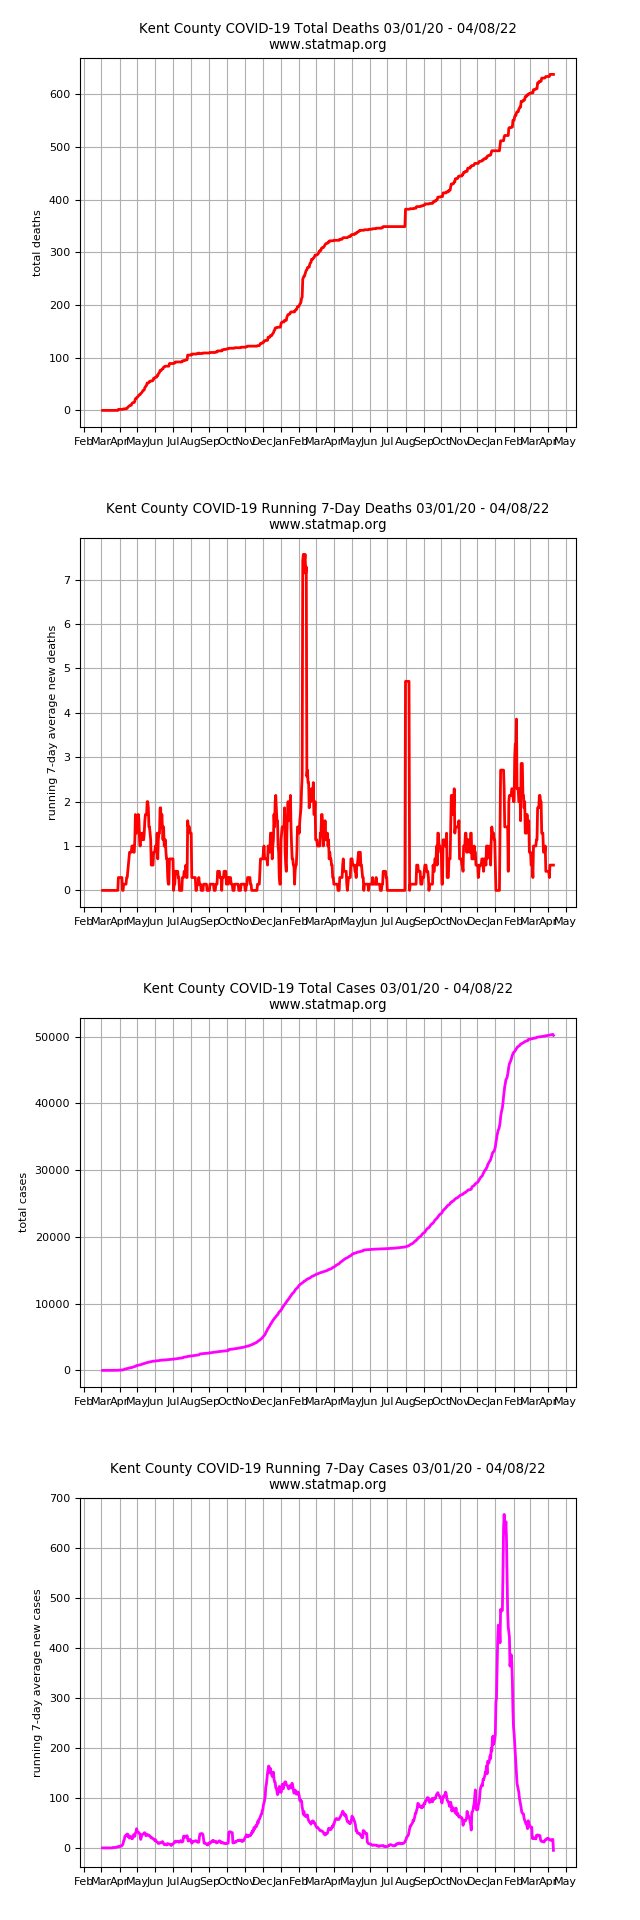 Kent County COVID-19 Total Deaths 03/01/20 - 04/08/22
www.statmap.org
total deaths
600
500
400
300
200
100
0
Feb Mar Apr May Jun Jul Aug Sep Oct Nov Dec Jan Feb Mar Apr May Jun Jul Aug Sep Oct Nov Dec Jan Feb Mar Apr May
Kent County COVID-19 Running 7-Day Deaths 03/01/20 - 04/08/22
www.statmap.org
running 7-day average new deaths
7
6
5
4
3
2
1
0
Feb Mar Apr May Jun Jul Aug Sep Oct Nov Dec Jan Feb Mar Apr May Jun Jul Aug Sep Oct Nov Dec Jan Feb Mar Apr May
Kent County COVID-19 Total Cases 03/01/20 - 04/08/22
www.statmap.org
total cases
50000
40000
30000
20000
10000
0
Feb Mar Apr May Jun Jul Aug Sep Oct Nov Dec Jan Feb Mar Apr May Jun Jul Aug Sep Oct Nov Dec Jan Feb Mar Apr May
Kent County COVID-19 Running 7-Day Cases 03/01/20 - 04/08/22
www.statmap.org
running 7-day average new cases
700
600
500
400
300
200
100
0
Feb Mar Apr May Jun Jul Aug Sep Oct Nov Dec Jan Feb Mar Apr May Jun Jul Aug Sep Oct Nov Dec Jan Feb Mar Apr May